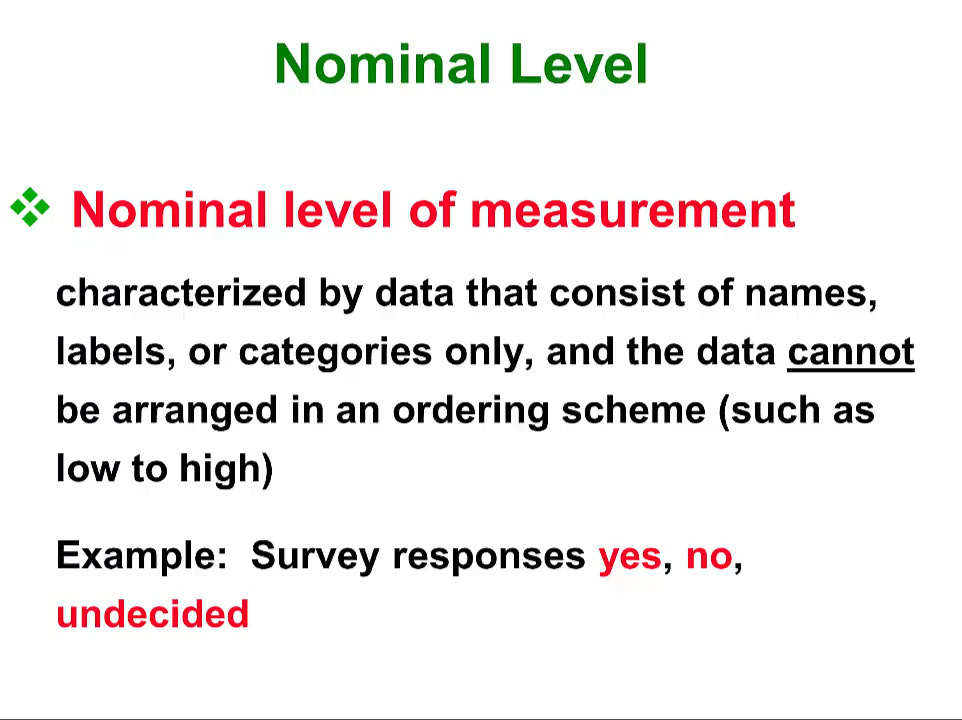 Nominal Level
Nominal level of measurement
characterized by data that consist of names,
labels, or categories only, and the data cannot
be arranged in an ordering scheme (such as
low to high)
Example:  Survey responses yes, no,
undecided